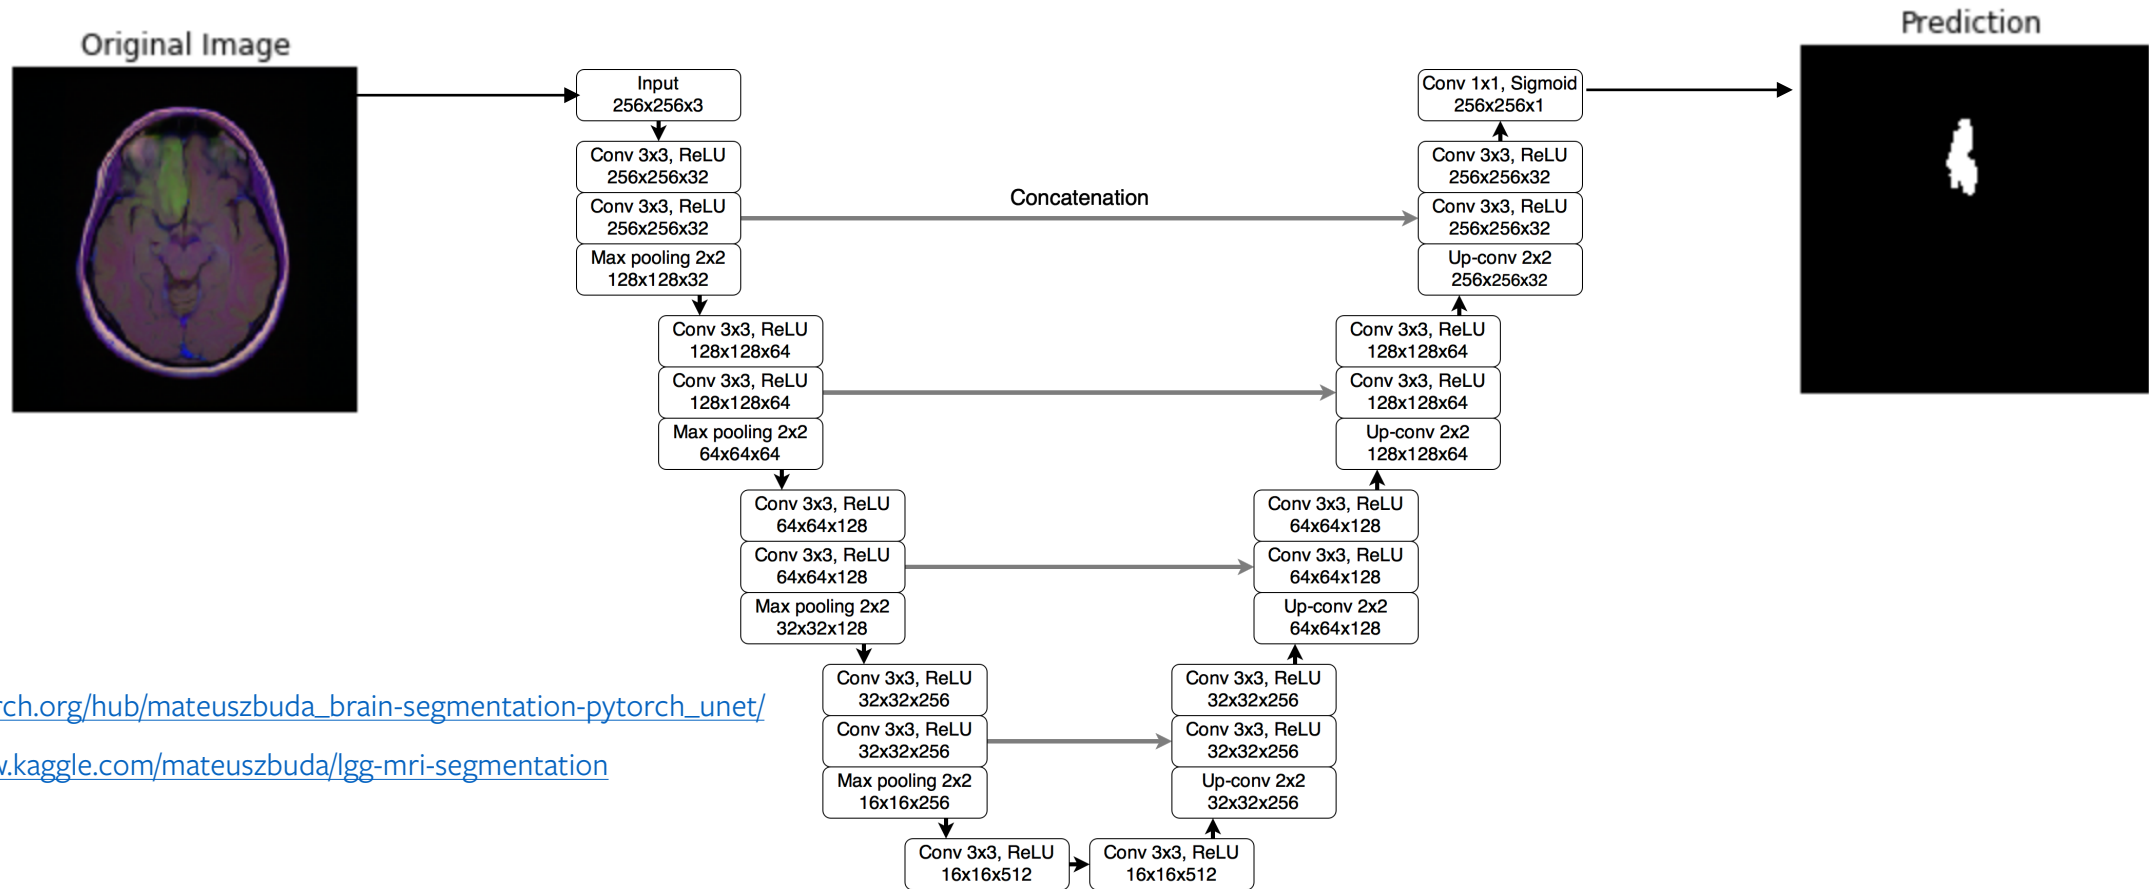 Original Image
Input
256x256x3
Conv 3x3, ReLU
256x256x32
Conv 3x3, ReLU
256x256x32
Max pooling 2x2
128x128x32
Conv 3x3, ReLU
128x128x64
Conv 3x3, ReLU
128x128x64
Max pooling 2x2
64x64x64
Conv 3x3, ReLU
64x64x128
Conv 3x3, ReLU
64x64x128
Max pooling 2x2
32x32x128
Conv 3x3, ReLU
32x32x256
Conv 3x3, ReLU
32x32x256
Max pooling 2x2
16x16x256
Conv 3x3, ReLU
16x16x512
Conv 3x3, ReLU
16x16x512
Concatenation
Conv 1x1, Sigmoid
256x256x1
Conv 3x3, ReLU
256x256x32
Conv 3x3, ReLU
256x256x32
Up-conv 2x2
256x256x32
Conv 3x3, ReLU
128x128x64
Conv 3x3, ReLU
128x128x64
Up-conv 2x2
128x128x64
Conv 3x3, ReLU
64x64x128
Conv 3x3, ReLU
64x64x128
Up-conv 2x2
64x64x128
Conv 3x3, ReLU
32x32x256
Conv 3x3, ReLU
32x32x256
Up-conv 2x2
32x32x256
Prediction
rch.org/hub/mateuszbuda_brain-segmentation-pytorch_unet/
w.kaggle.com/mateuszbuda/lgg-mri-segmentation